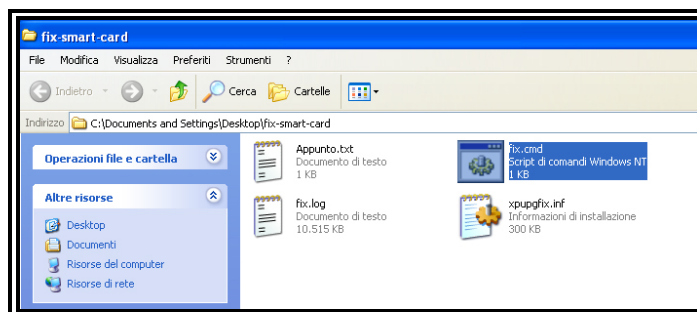 fix-smart-card
File Modifica Visualizza Preferiti Strumenti ?
Indietro Cerca Cartelle
Indirizzo C:\Documents and Settings\Desktop\fix-smart-card
Operazioni file e cartella
Altre risorse
Desktop
Documenti
Risorse del computer
Risorse di rete
Appunto.txt
Documento di testo
1 KB
fix.cmd
Script di comandi Windows NT
1 KB
fix.log
Documento di testo
10.515 KB
xpupgfix.inf
Informazioni di installazione
300 KB